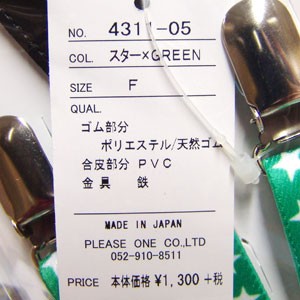 NO. 4311-05
COL. スター×GREEN
SIZE F
QUAL.
ゴム部分
ポリエステル/天然ゴム
合皮部分 PVC
金具 鉄
MADE IN JAPAN
PLEASE ONE CO.,LTD
052-910-8511
PRICE 本体価格 ¥1,300 +税